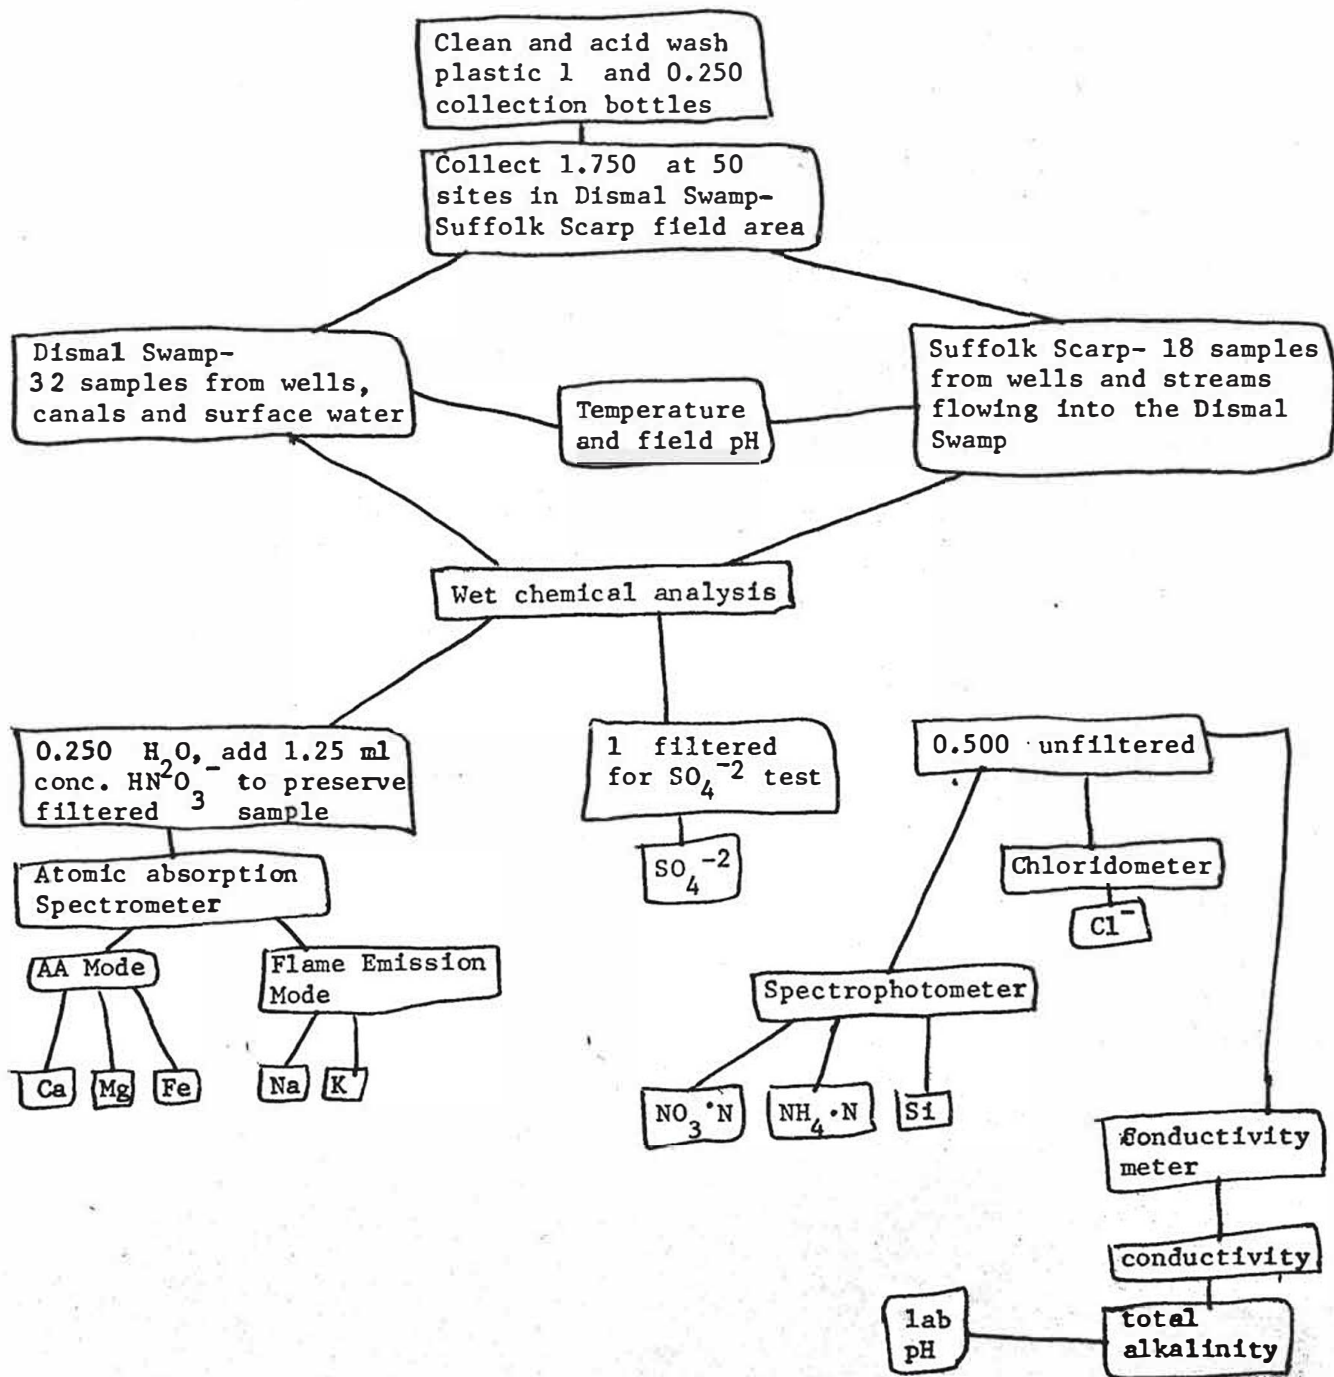 Clean and acid wash
plastic 1 and 0.250
collection bottles
Collect 1.750 at 50
sites in Dismal Swamp-
Suffolk Scarp field area
Dismal Swamp-
32 samples from wells,
canals and surface water
Temperature
and field pH
Suffolk Scarp- 18 samples
from wells and streams
flowing into the Dismal
Swamp
Wet chemical analysis
0.250 H2O, add 1.25 ml
conc. HNO3⁻ to preserve
filtered sample
1 filtered
for SO4⁻² test
SO4⁻²
0.500 unfiltered
Chloridometer
Cl⁻
Atomic absorption
Spectrometer
AA Mode
Flame Emission
Mode
Ca Mg Fe Na K
Spectrophotometer
NO3·N NH4·N Si
Conductivity
meter
conductivity
total
alkalinity
lab
pH